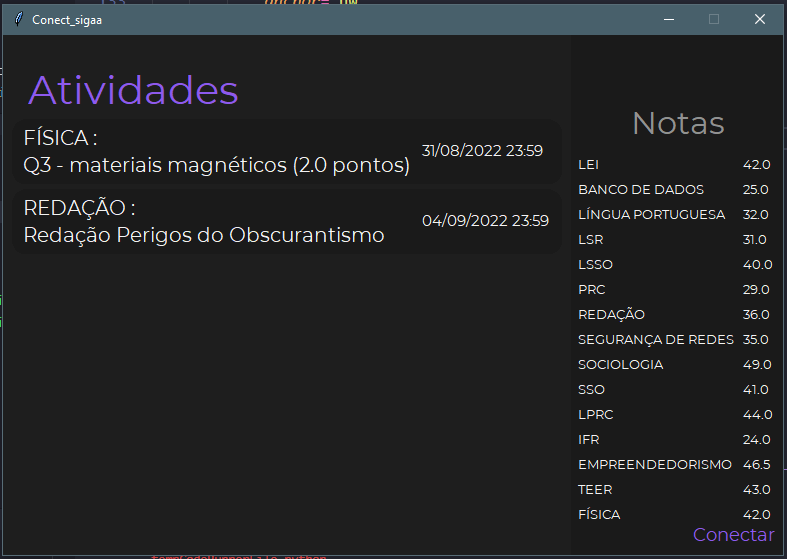 Conect_sigaa
Atividades
FÍSICA :
Q3 - materiais magnéticos (2.0 pontos)
31/08/2022 23:59
REDAÇÃO :
Redação Perigos do Obscurantismo
04/09/2022 23:59
Notas
LEI 42.0
BANCO DE DADOS 25.0
LÍNGUA PORTUGUESA 32.0
LSR 31.0
LSSO 40.0
PRC 29.0
REDAÇÃO 36.0
SEGURANÇA DE REDES 35.0
SOCIOLOGIA 49.0
SSO 41.0
LPRC 44.0
IFR 24.0
EMPREENDEDORISMO 46.5
TEER 43.0
FÍSICA 42.0
Conectar